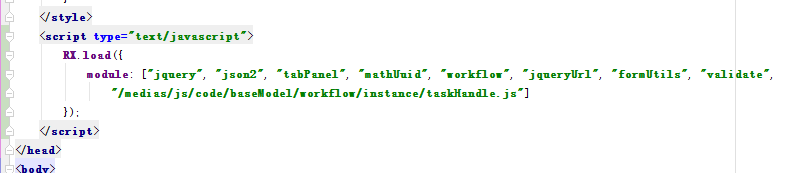 }
</style>
<script type="text/javascript">
RX.load({
module: ["jquery", "json2", "tabPanel", "mathUuid", "workflow", "jqueryUrl", "formUtils", "validate",
"/medias/js/code/baseModel/workflow/instance/taskHandle.js"]
});
</script>
</head>
<body>